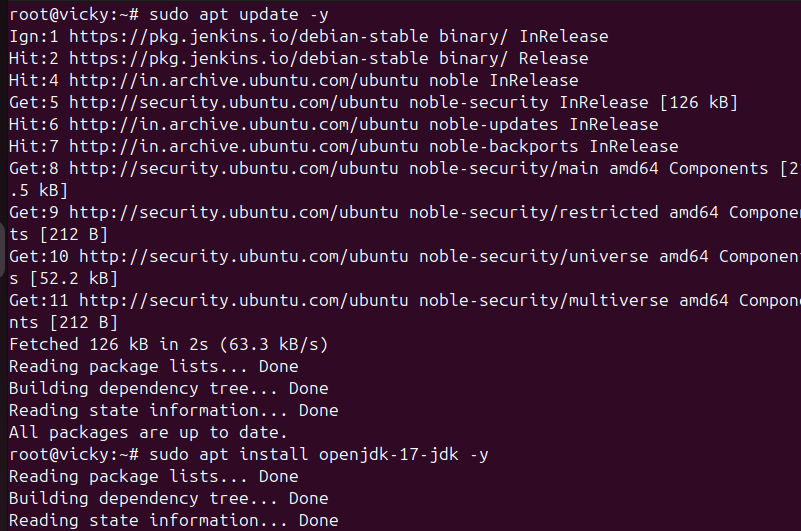 root@vicky:~# sudo apt update -y
Ign:1 https://pkg.jenkins.io/debian-stable binary/ InRelease
Hit:2 https://pkg.jenkins.io/debian-stable binary/ Release
Hit:4 http://in.archive.ubuntu.com/ubuntu noble InRelease
Get:5 http://security.ubuntu.com/ubuntu noble-security InRelease [126 kB]
Hit:6 http://in.archive.ubuntu.com/ubuntu noble-updates InRelease
Hit:7 http://in.archive.ubuntu.com/ubuntu noble-backports InRelease
Get:8 http://security.ubuntu.com/ubuntu noble-security/main amd64 Components [2
.5 kB]
Get:9 http://security.ubuntu.com/ubuntu noble-security/restricted amd64 Compone
ts [212 B]
Get:10 http://security.ubuntu.com/ubuntu noble-security/universe amd64 Component
s [52.2 kB]
Get:11 http://security.ubuntu.com/ubuntu noble-security/multiverse amd64 Compo
nts [212 B]
Fetched 126 kB in 2s (63.3 kB/s)
Reading package lists... Done
Building dependency tree... Done
Reading state information... Done
All packages are up to date.
root@vicky:~# sudo apt install openjdk-17-jdk -y
Reading package lists... Done
Building dependency tree... Done
Reading state information... Done